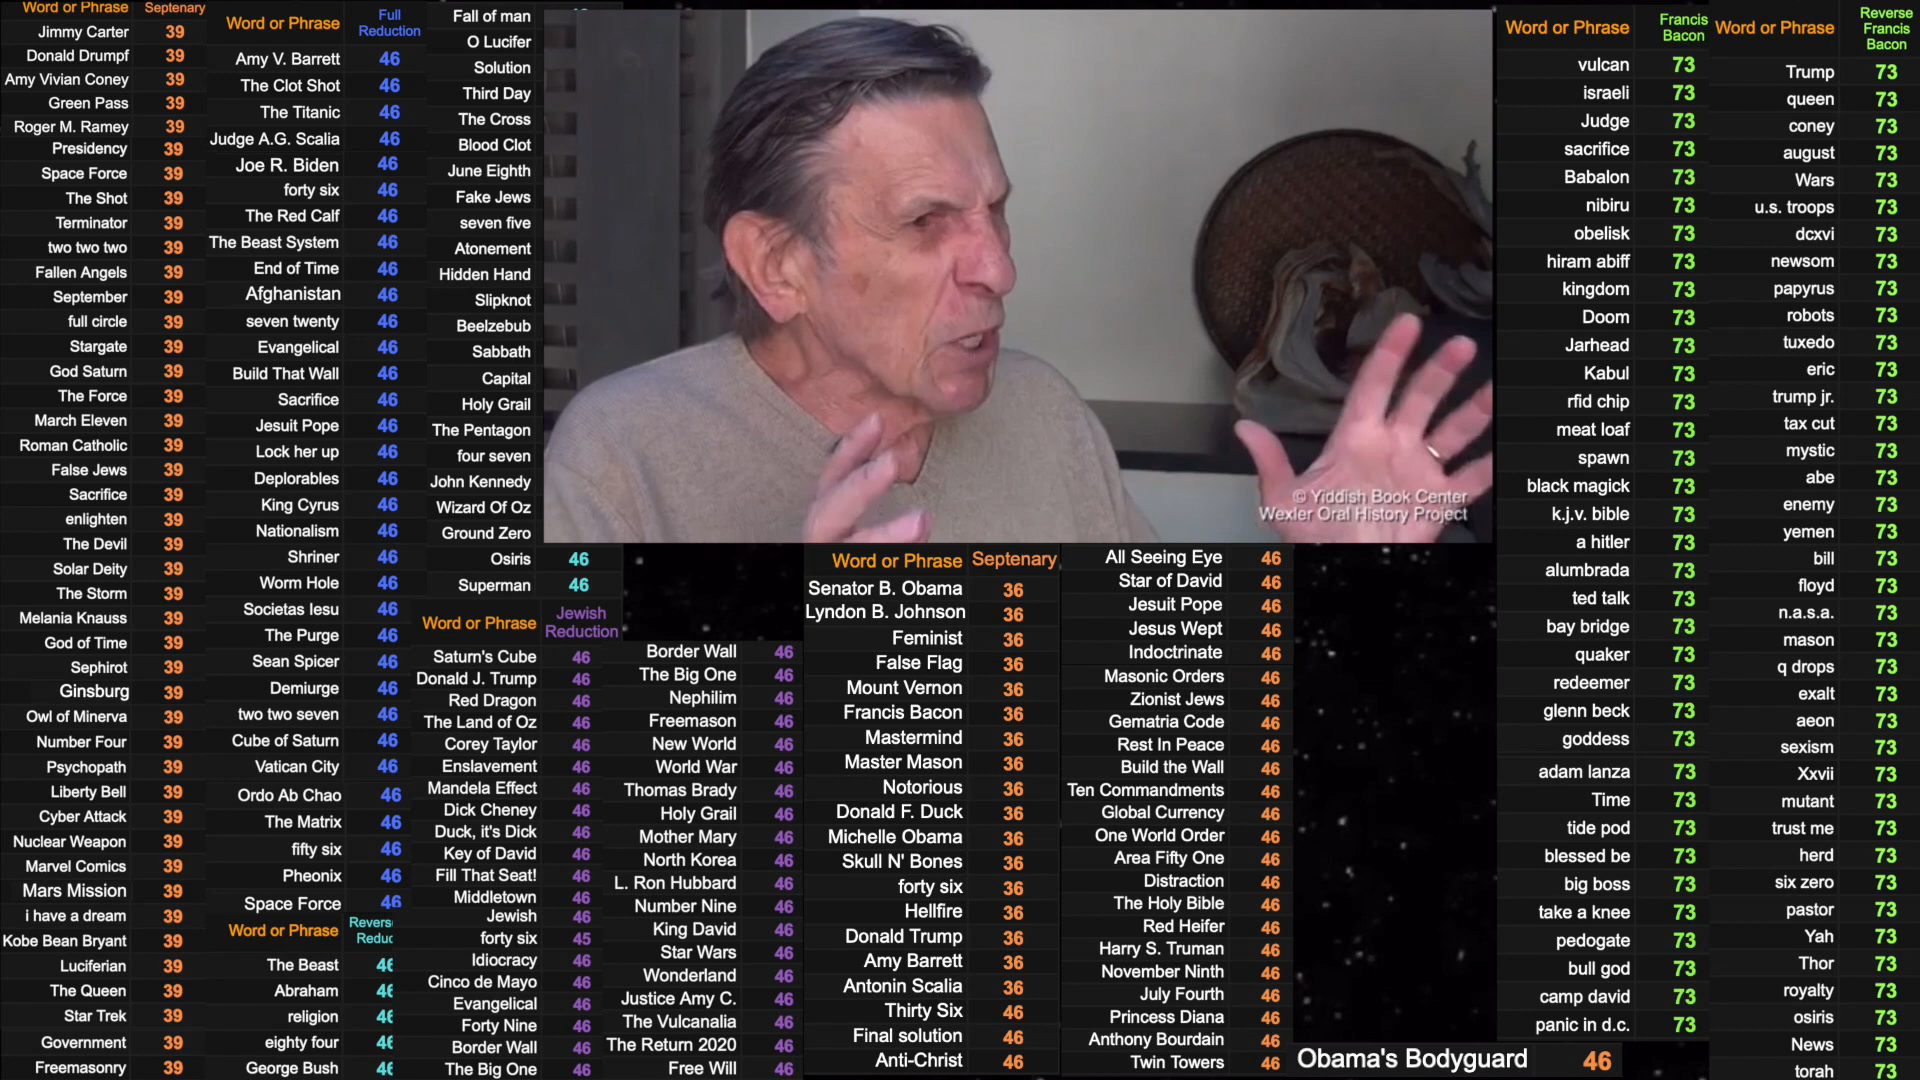 Word or Phrase Septenary
Jimmy Carter 39
Donald Drumpf 39
Amy Vivian Coney 39
Green Pass 39
Roger M. Ramey 39
Presidency 39
Space Force 39
The Shot 39
Terminator 39
two two two 39
Fallen Angels 39
September 39
full circle 39
Stargate 39
God Saturn 39
The Force 39
March Eleven 39
Roman Catholic 39
False Jews 39
Sacrifice 39
enlighten 39
The Devil 39
Solar Deity 39
The Storm 39
Melania Knauss 39
God of Time 39
Sephirot 39
Ginsburg 39
Owl of Minerva 39
Number Four 39
Psychopath 39
Liberty Bell 39
Cyber Attack 39
Nuclear Weapon 39
Marvel Comics 39
Mars Mission 39
i have a dream 39
Kobe Bean Bryant 39
Luciferian 39
The Queen 39
Star Trek 39
Government 39
Freemasonry 39
Word or Phrase Full Reduction
Amy V. Barrett 46
The Clot Shot 46
The Titanic 46
Judge A.G. Scalia 46
Joe R. Biden 46
forty six 46
The Red Calf 46
The Beast System 46
End of Time 46
Afghanistan 46
seven twenty 46
Evangelical 46
Build That Wall 46
Sacrifice 46
Jesuit Pope 46
Lock her up 46
Deplorables 46
King Cyrus 46
Nationalism 46
Shriner 46
Worm Hole 46
Societas Iesu 46
The Purge 46
Sean Spicer 46
Demiurge 46
two two seven 46
Cube of Saturn 46
Vatican City 46
Ordo Ab Chao 46
The Matrix 46
fifty six 46
Pheonix 46
Space Force 46
Word or Phrase
The Beast 46
Abraham 46
religion 46
eighty four 46
George Bush 46
Fall of man
O Lucifer
Solution
Third Day
The Cross
Blood Clot
June Eighth
Fake Jews
seven five
Atonement
Hidden Hand
Slipknot
Beelzebub
Sabbath
Capital
Holy Grail
The Pentagon
four seven
John Kennedy
Wizard Of Oz
Ground Zero
Osiris 46
Superman 46
Word or Phrase Jewish Reduction
Saturn's Cube 46
Donald J. Trump 46
Red Dragon 46
The Land of Oz 46
Corey Taylor 46
Enslavement 46
Mandela Effect 46
Dick Cheney 46
Duck, it's Dick 46
Key of David 46
Fill That Seat! 46
Middletown 46
Jewish 46
forty six 45
Idiocracy 46
Cinco de Mayo 46
Evangelical 46
Forty Nine 46
Border Wall 46
The Big One 46
Border Wall 46
The Big One 46
Nephilim 46
Freemason 46
New World 46
World War 46
Thomas Brady 46
Holy Grail 46
Mother Mary 46
North Korea 46
L. Ron Hubbard 46
Number Nine 46
King David 46
Star Wars 46
Wonderland 46
Justice Amy C. 46
The Vulcanalia 46
The Return 2020 46
Free Will 46
© Yiddish Book Center
Wexler Oral History Project
Word or Phrase Septenary
Senator B. Obama 36
Lyndon B. Johnson 36
Feminist 36
False Flag 36
Mount Vernon 36
Francis Bacon 36
Mastermind 36
Master Mason 36
Notorious 36
Donald F. Duck 36
Michelle Obama 36
Skull N' Bones 36
forty six 36
Hellfire 36
Donald Trump 36
Amy Barrett 36
Antonin Scalia 36
Thirty Six 46
Final solution 46
Anti-Christ 46
All Seeing Eye 46
Star of David 46
Jesuit Pope 46
Jesus Wept 46
Indoctrinate 46
Masonic Orders 46
Zionist Jews 46
Gematria Code 46
Rest In Peace 46
Build the Wall 46
Ten Commandments 46
Global Currency 46
One World Order 46
Area Fifty One 46
Distraction 46
The Holy Bible 46
Red Heifer 46
Harry S. Truman 46
November Ninth 46
July Fourth 46
Princess Diana 46
Anthony Bourdain 46
Twin Towers 46
Obama's Bodyguard 46
Word or Phrase Francis Bacon
vulcan 73
israeli 73
Judge 73
sacrifice 73
Babalon 73
nibiru 73
obelisk 73
hiram abiff 73
kingdom 73
Doom 73
Jarhead 73
Kabul 73
rfid chip 73
meat loaf 73
spawn 73
black magick 73
k.j.v. bible 73
a hitler 73
alumbrada 73
ted talk 73
bay bridge 73
quaker 73
redeemer 73
glenn beck 73
goddess 73
adam lanza 73
Time 73
tide pod 73
blessed be 73
big boss 73
take a knee 73
pedogate 73
bull god 73
camp david 73
panic in d.c. 73
Word or Phrase Reverse Francis Bacon
Trump 73
queen 73
coney 73
august 73
Wars 73
u.s. troops 73
dcxvi 73
newsom 73
papyrus 73
robots 73
tuxedo 73
eric 73
trump jr. 73
tax cut 73
mystic 73
abe 73
enemy 73
yemen 73
bill 73
floyd 73
n.a.s.a. 73
mason 73
q drops 73
exalt 73
aeon 73
sexism 73
Xxvii 73
mutant 73
trust me 73
herd 73
six zero 73
pastor 73
Yah 73
Thor 73
royalty 73
osiris 73
News 73
torah 73